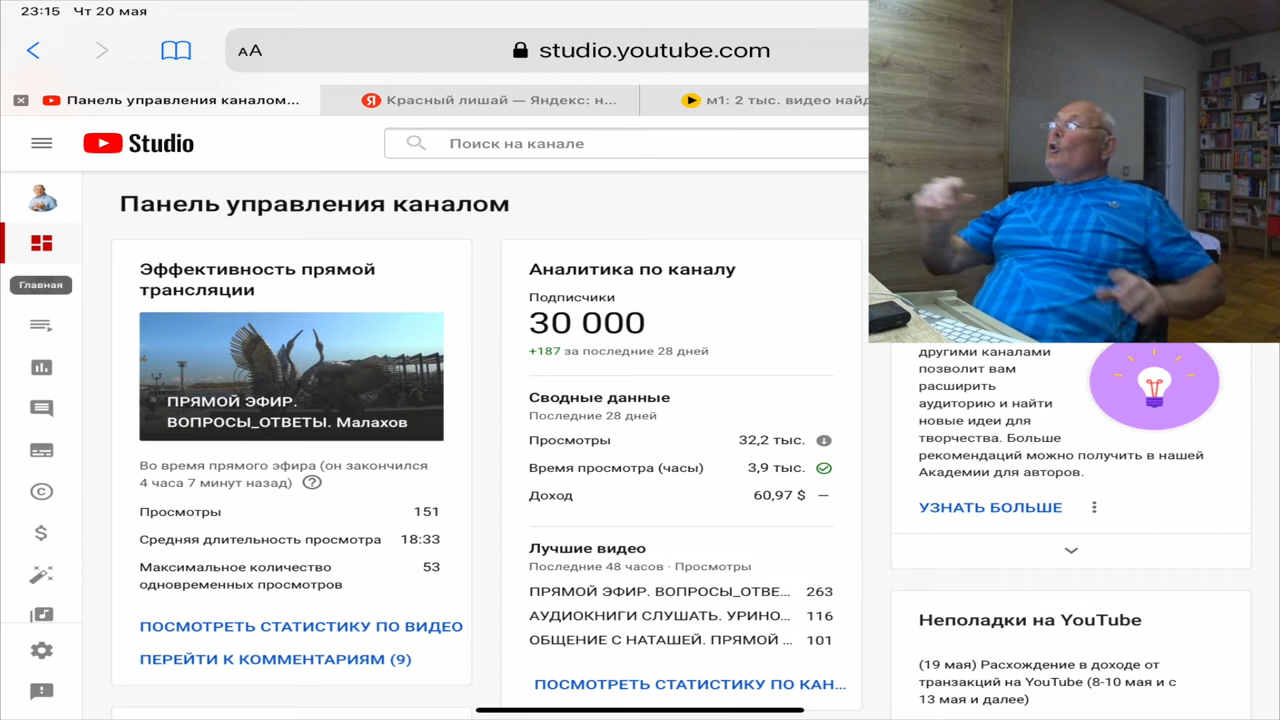 23:15 Чт 20 мая
AA
studio.youtube.com
Панель управления каналом...
Красный лишай — Яндекс: н...
м1: 2 тыс. видео найд
Studio
Поиск на канале
Панель управления каналом
Главная
Эффективность прямой
трансляции
ПРЯМОЙ ЭФИР.
ВОПРОСЫ_ОТВЕТЫ. Малахов
Во время прямого эфира (он закончился
4 часа 7 минут назад)
Просмотры 151
Средняя длительность просмотра 18:33
Максимальное количество 53
одновременных просмотров
ПОСМОТРЕТЬ СТАТИСТИКУ ПО ВИДЕО
ПЕРЕЙТИ К КОММЕНТАРИЯМ (9)
Аналитика по каналу
Подписчики
30 000
+187 за последние 28 дней
Сводные данные
Последние 28 дней
Просмотры 32,2 тыс.
Время просмотра (часы) 3,9 тыс.
Доход 60,97 $ —
Лучшие видео
Последние 48 часов · Просмотры
ПРЯМОЙ ЭФИР. ВОПРОСЫ_ОТВЕ... 263
АУДИОКНИГИ СЛУШАТЬ. УРИНО... 116
ОБЩЕНИЕ С НАТАШЕЙ. ПРЯМОЙ ... 101
ПОСМОТРЕТЬ СТАТИСТИКУ ПО КАН...
другими каналами
позволит вам
расширить
аудиторию и найти
новые идеи для
творчества. Больше
рекомендаций можно получить в нашей
Академии для авторов.
УЗНАТЬ БОЛЬШЕ
Неполадки на YouTube
(19 мая) Расхождение в доходе от
транзакций на YouTube (8-10 мая и с
13 мая и далее)